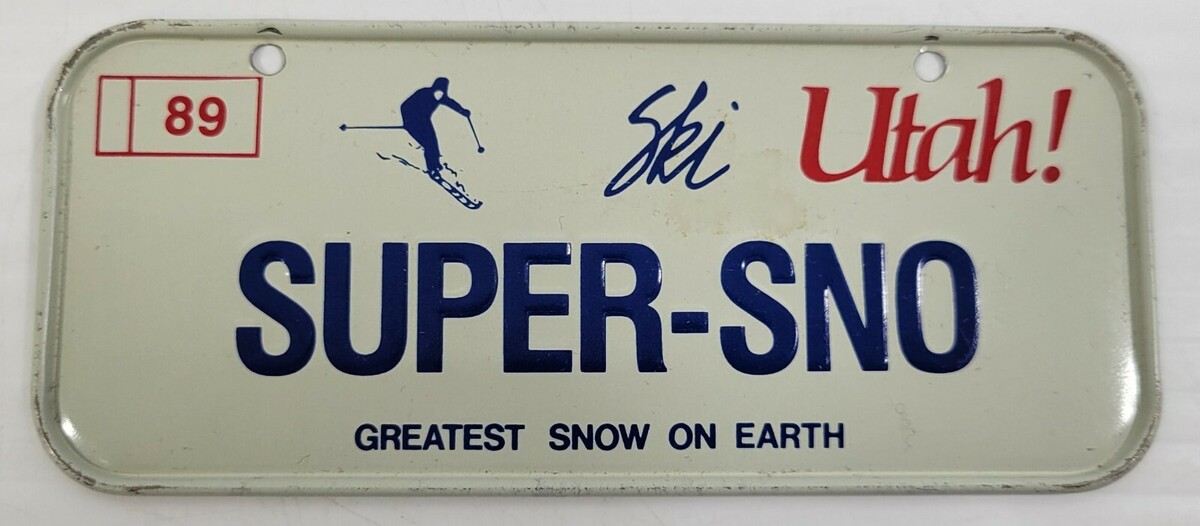 89 Ski Utah!
SUPER-SNO
GREATEST SNOW ON EARTH